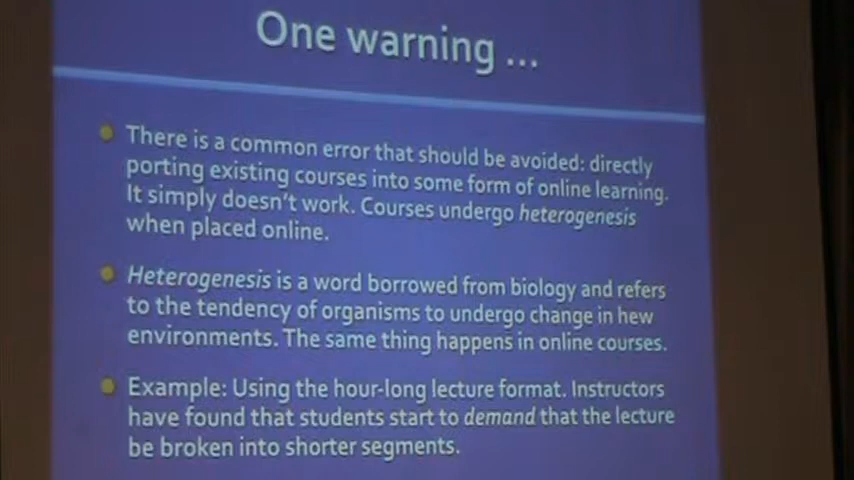 One warning ...
There is a common error that should be avoided: directly
porting existing courses into some form of online learning.
It simply doesn't work. Courses undergo heterogenesis
when placed online.
Heterogenesis is a word borrowed from biology and refers
to the tendency of organisms to undergo change in new
environments. The same thing happens in online courses.
Example: Using the hour-long lecture format. Instructors
have found that students start to demand that the lecture
be broken into shorter segments.